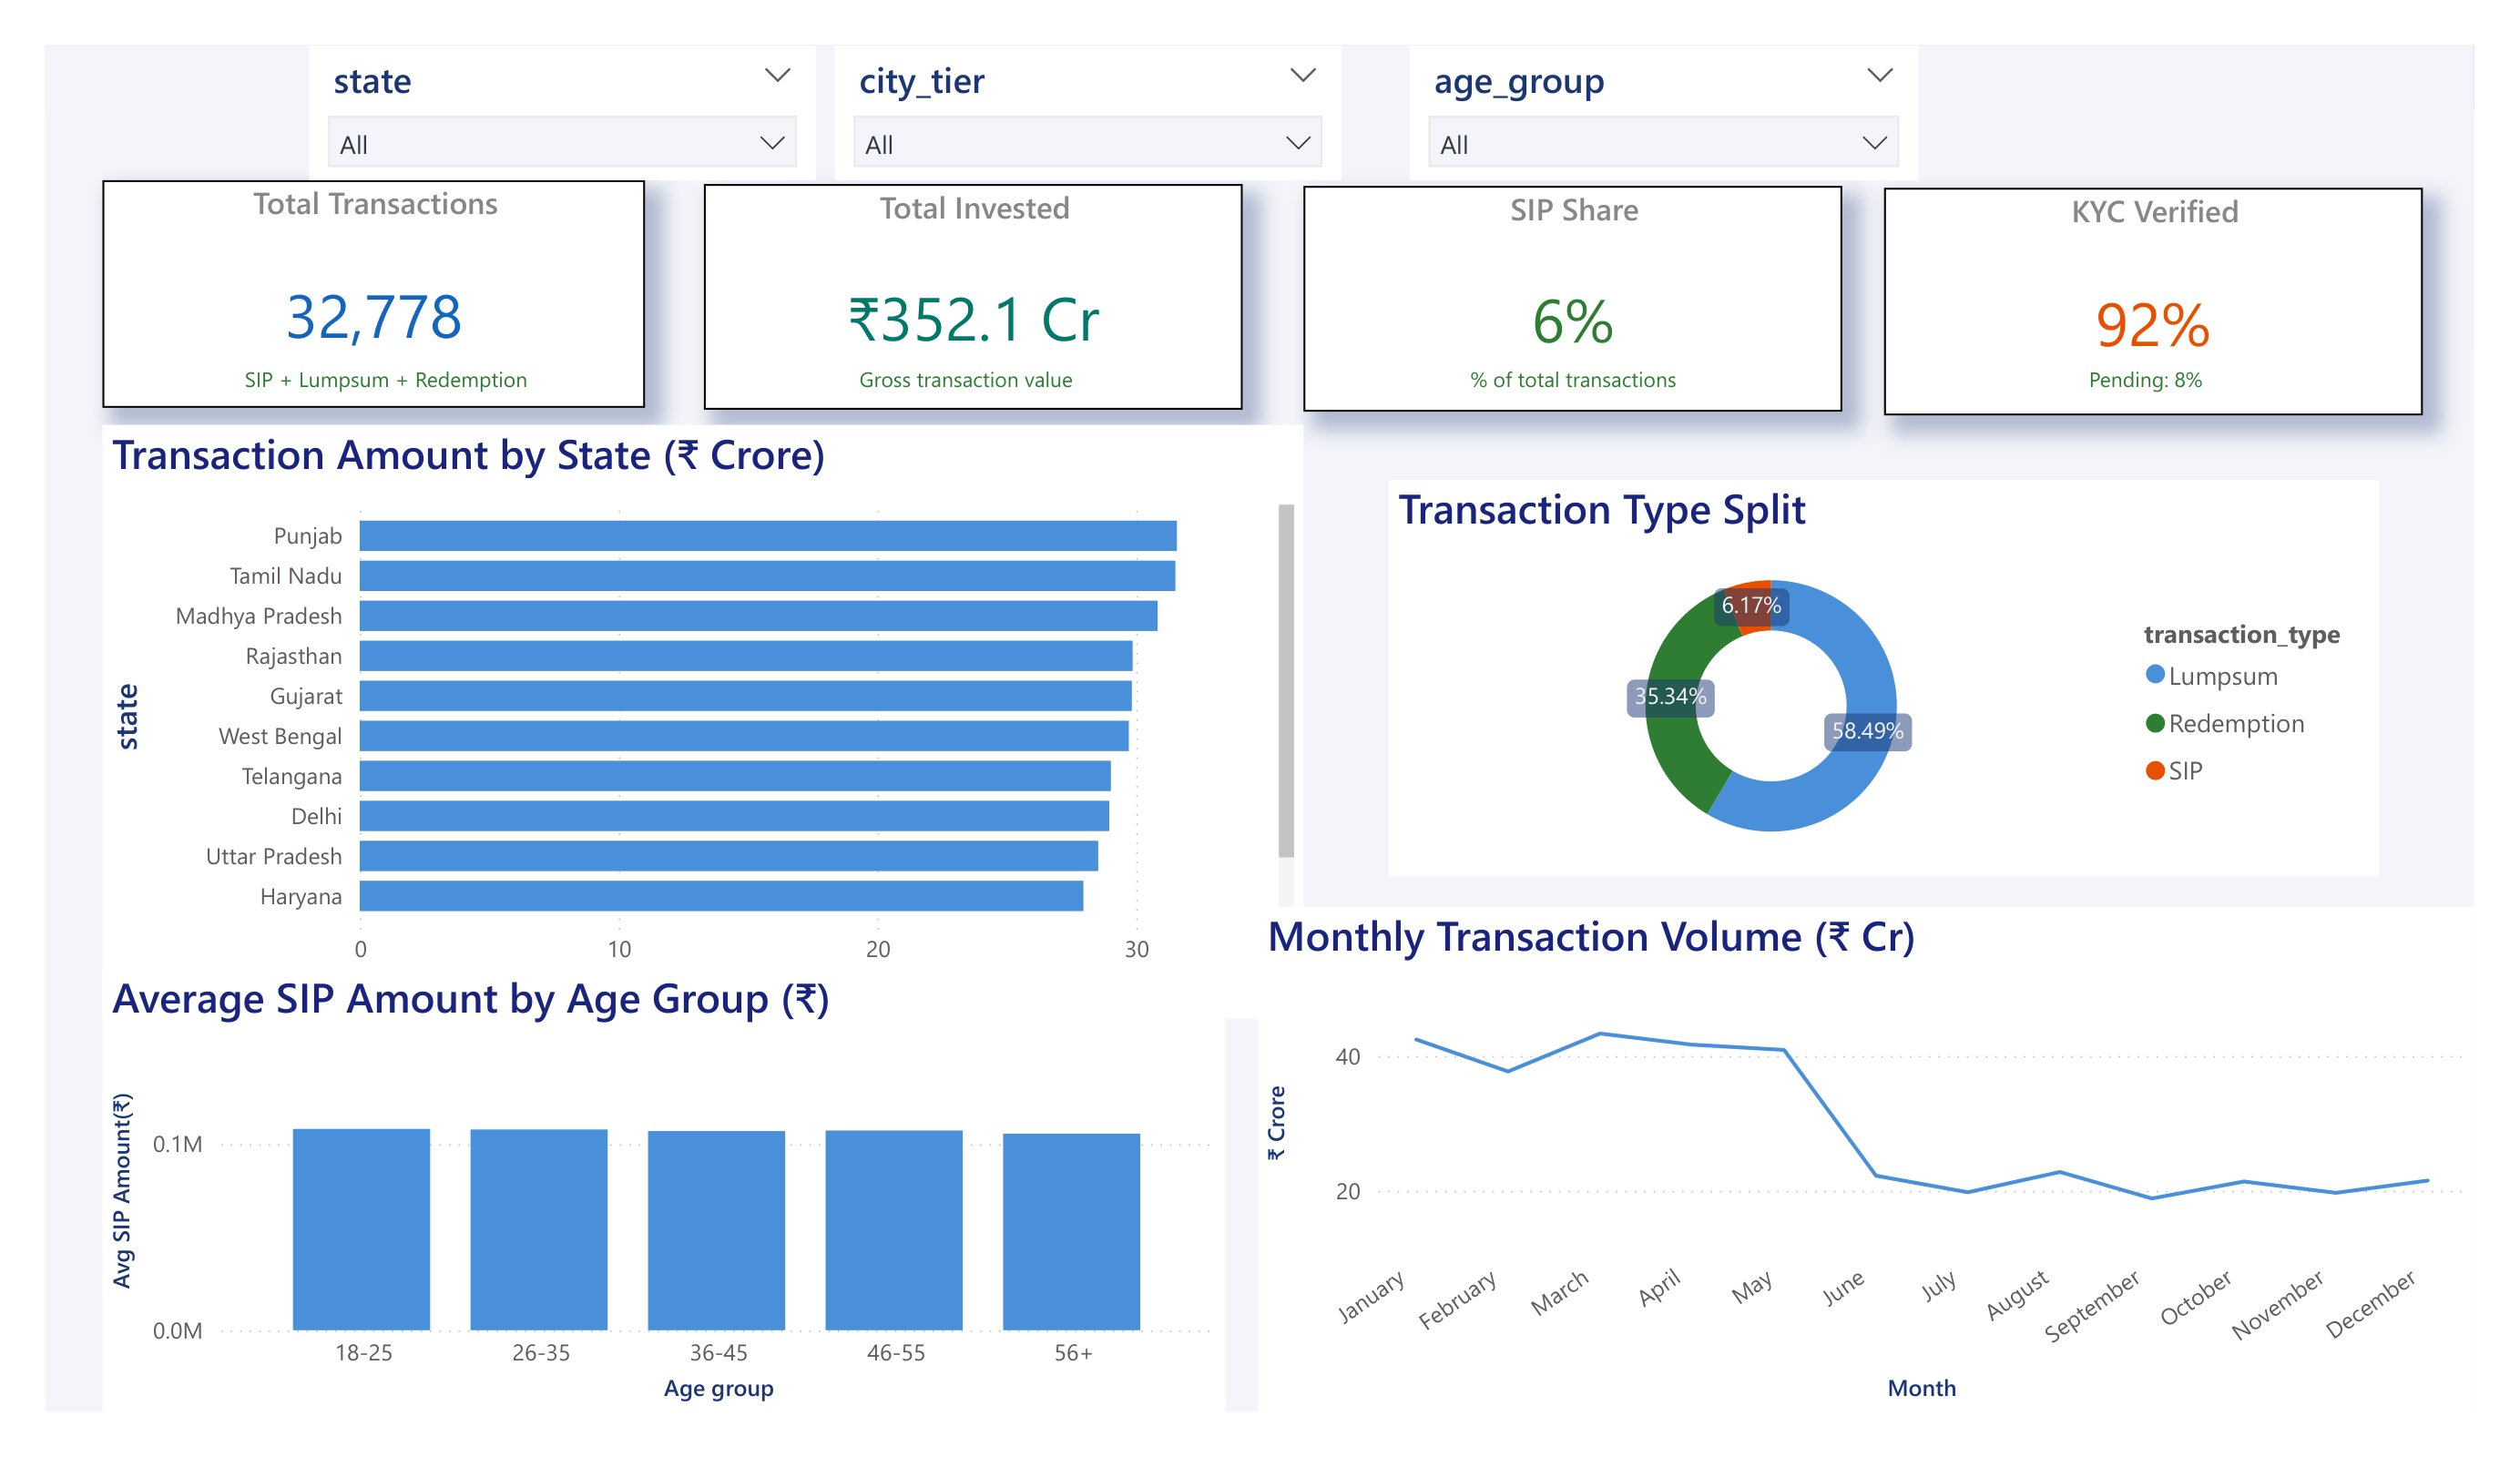 state
All
city_tier
All
age_group
All
Total Transactions
32,778
SIP + Lumpsum + Redemption
Total Invested
₹352.1 Cr
Gross transaction value
SIP Share
6%
% of total transactions
KYC Verified
92%
Pending: 8%
Transaction Amount by State (₹ Crore)
state
Punjab
Tamil Nadu
Madhya Pradesh
Rajasthan
Gujarat
West Bengal
Telangana
Delhi
Uttar Pradesh
Haryana
0 10 20 30
Transaction Type Split
6.17%
35.34%
58.49%
transaction_type
Lumpsum
Redemption
SIP
Average SIP Amount by Age Group (₹)
Avg SIP Amount(₹)
0.1M
0.0M
18-25 26-35 36-45 46-55 56+
Age group
Monthly Transaction Volume (₹ Cr)
₹ Crore
40
20
January February March April May June July August September October November December
Month